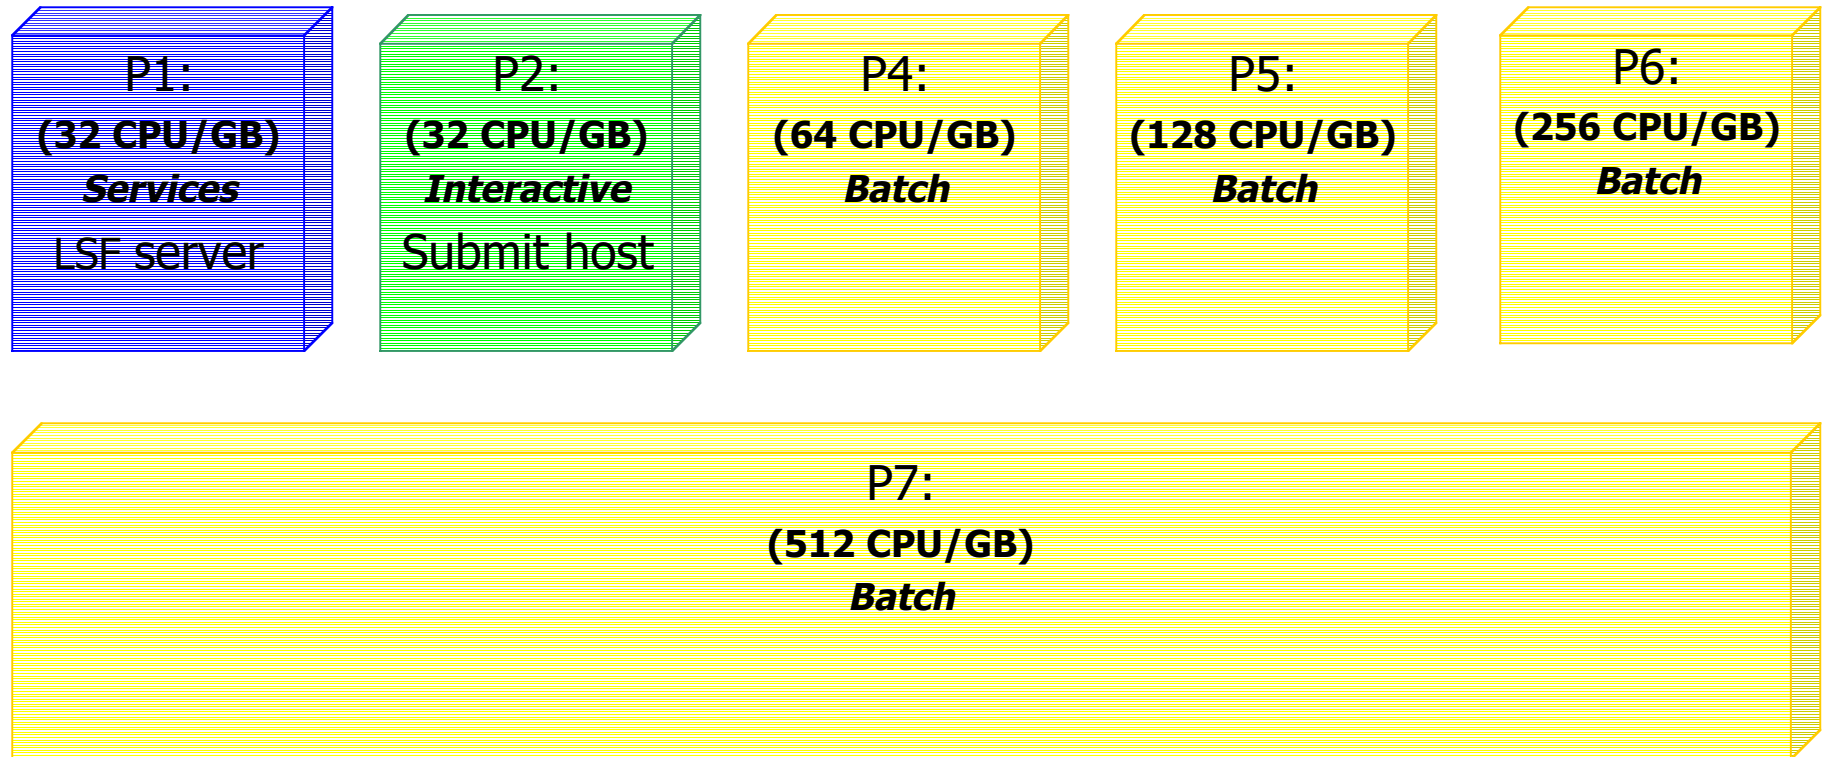 P1:
(32 CPU/GB)
Services
LSF server
P2:
(32 CPU/GB)
Interactive
Submit host
P4:
(64 CPU/GB)
Batch
P5:
(128 CPU/GB)
Batch
P6:
(256 CPU/GB)
Batch
P7:
(512 CPU/GB)
Batch